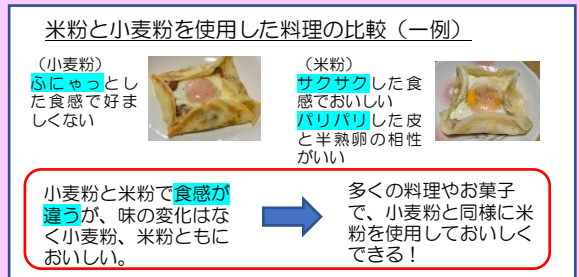 米粉と小麦粉を使用した料理の比較（一例）
（小麦粉）
ふにゃっとし
た食感で好ま
しくない
（米粉）
サクサクした食
感でおいしい
パリパリした皮
と半熟卵の相性
がいい
小麦粉と米粉で食感が
違うが、味の変化はな
く小麦粉、米粉ともに
おいしい。
多くの料理やお菓子
で、小麦粉と同様に米
粉を使用しておいしく
できる！